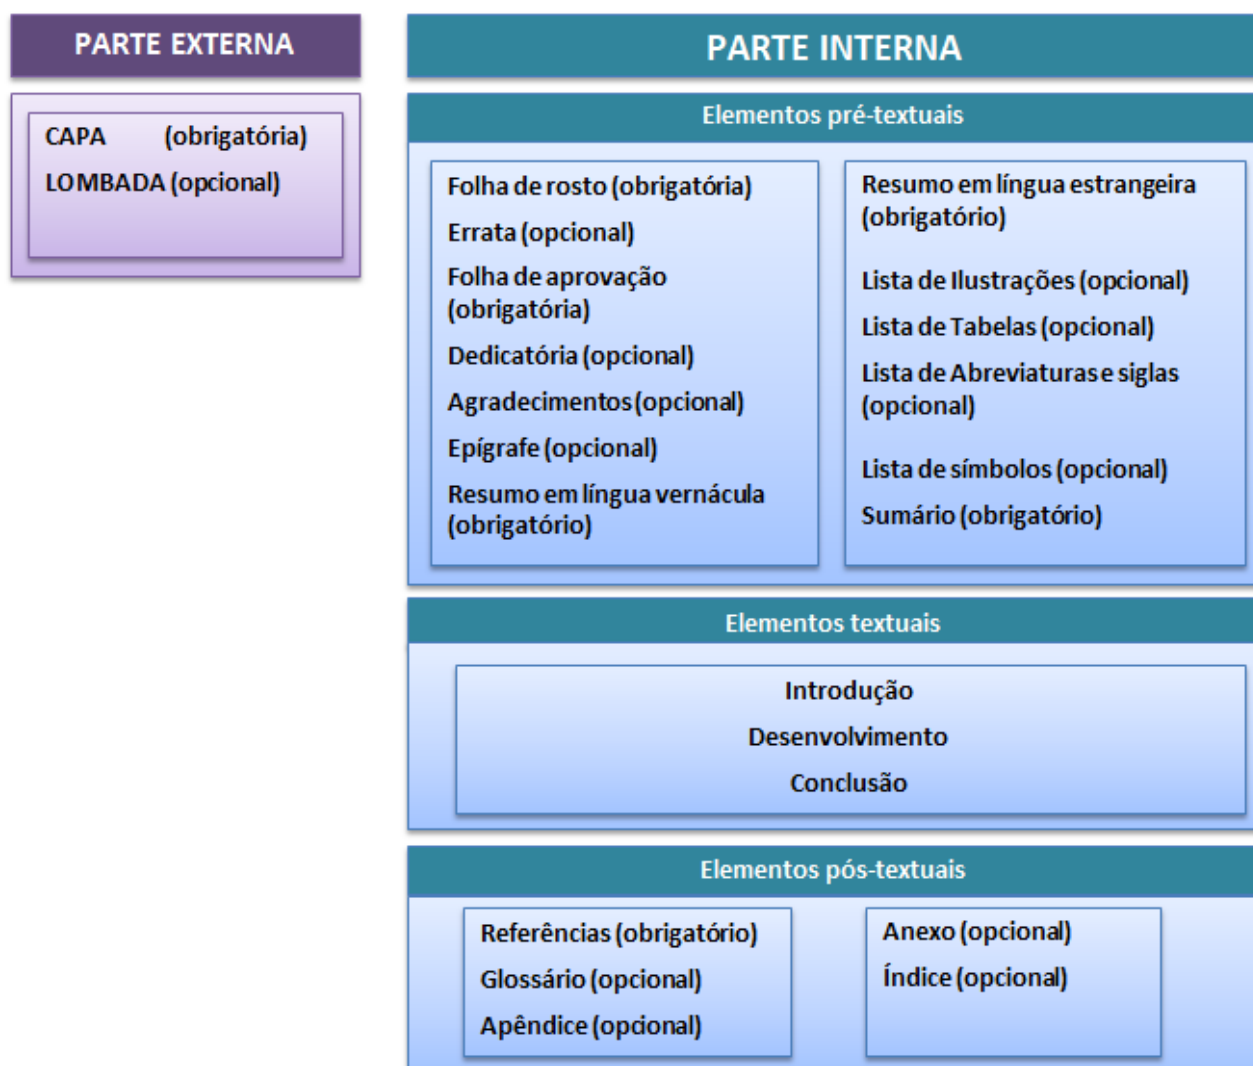 PARTE EXTERNA
CAPA (obrigatória)
LOMBADA (opcional)
PARTE INTERNA
Elementos pré-textuais
Folha de rosto (obrigatória)
Errata (opcional)
Folha de aprovação
(obrigatória)
Dedicatória (opcional)
Agradecimentos (opcional)
Epígrafe (opcional)
Resumo em língua vernácula
(obrigatório)
Resumo em língua estrangeira
(obrigatório)
Lista de Ilustrações (opcional)
Lista de Tabelas (opcional)
Lista de Abreviaturas e siglas
(opcional)
Lista de símbolos (opcional)
Sumário (obrigatório)
Elementos textuais
Introdução
Desenvolvimento
Conclusão
Elementos pós-textuais
Referências (obrigatório)
Glossário (opcional)
Apêndice (opcional)
Anexo (opcional)
Índice (opcional)